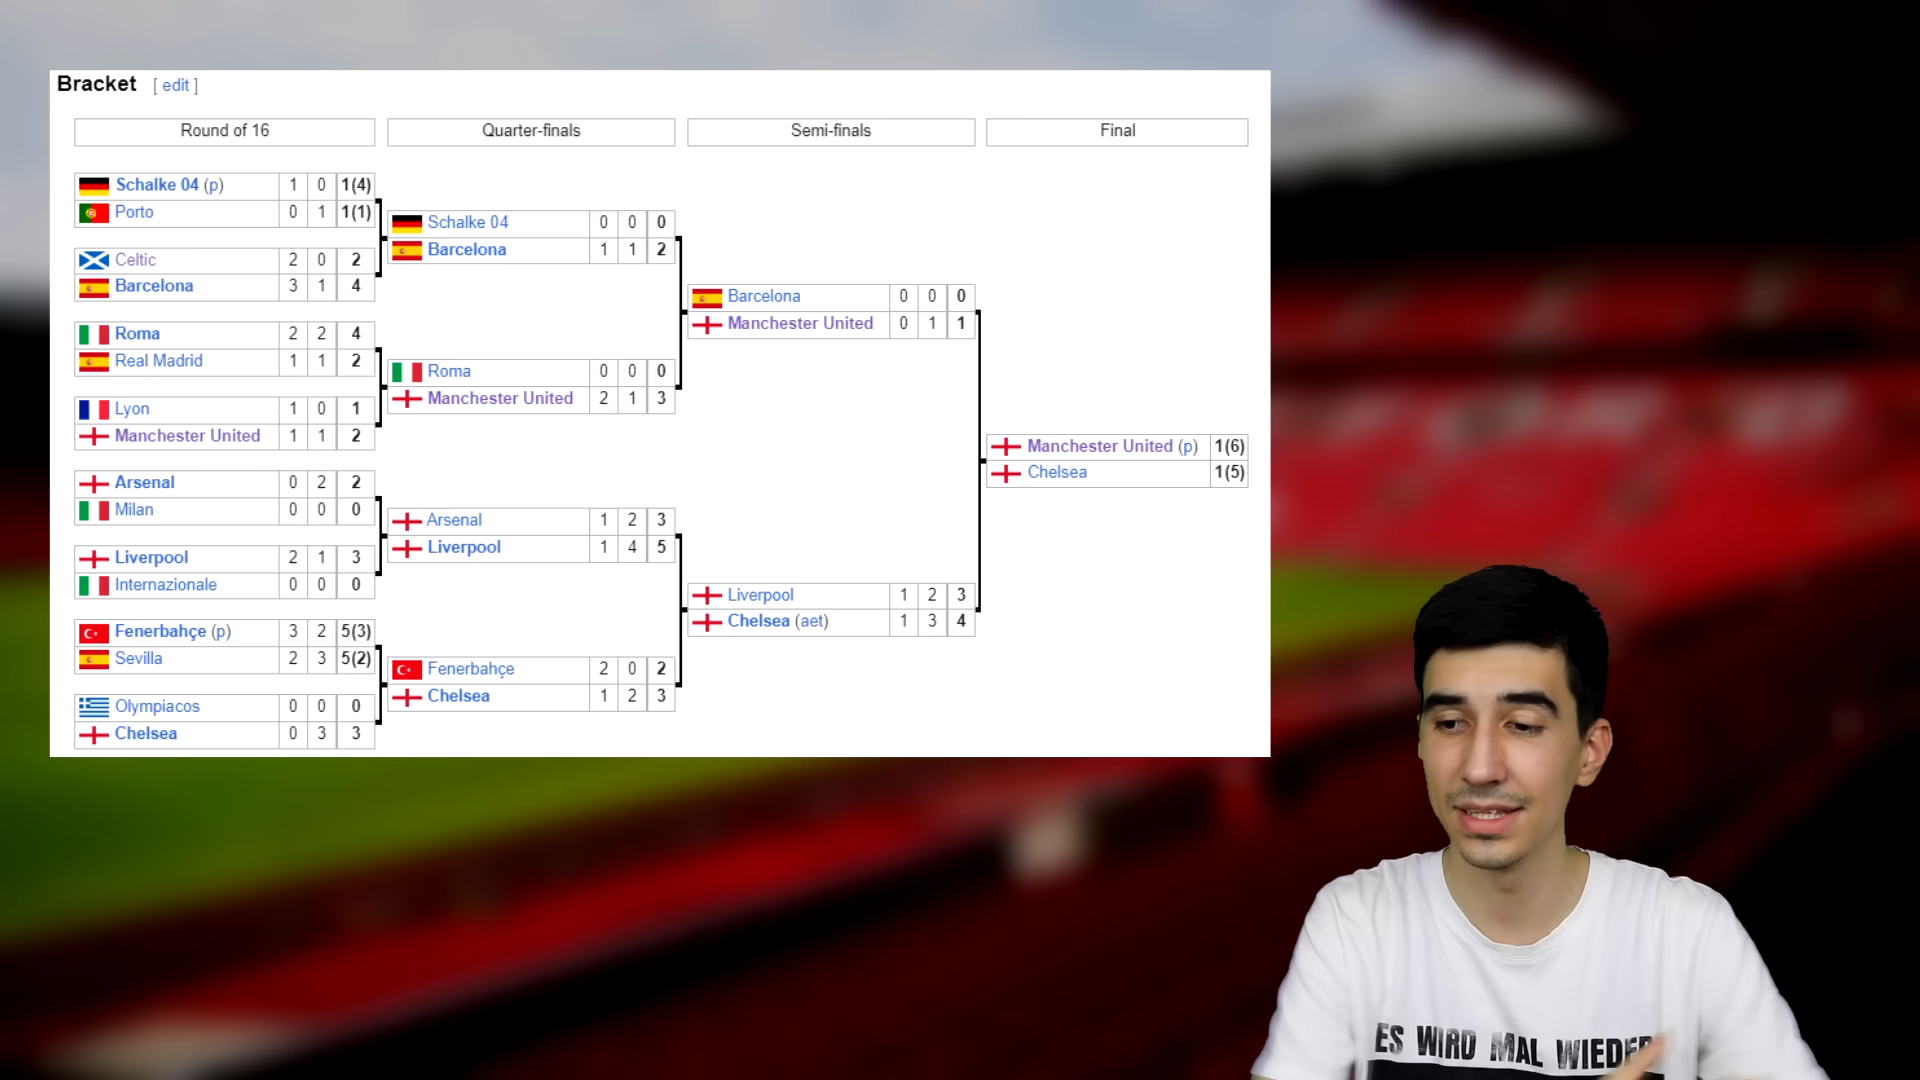 Bracket [ edit ]
Round of 16 Quarter-finals Semi-finals Final
Schalke 04 (p) 1 0 1(4)
Porto 0 1 1(1)
Celtic 2 0 2
Barcelona 3 1 4
Roma 2 2 4
Real Madrid 1 1 2
Lyon 1 0 1
Manchester United 1 1 2
Arsenal 0 2 2
Milan 0 0 0
Liverpool 2 1 3
Internazionale 0 0 0
Fenerbahçe (p) 3 2 5(3)
Sevilla 2 3 5(2)
Olympiacos 0 0 0
Chelsea 0 3 3
Schalke 04 0 0 0
Barcelona 1 1 2
Roma 0 0 0
Manchester United 2 1 3
Arsenal 1 2 3
Liverpool 1 4 5
Fenerbahçe 2 0 2
Chelsea 1 2 3
Barcelona 0 0 0
Manchester United 0 1 1
Liverpool 1 2 3
Chelsea (aet) 1 3 4
Manchester United (p) 1(6)
Chelsea 1(5)
ES WIRD MAL WIEDER